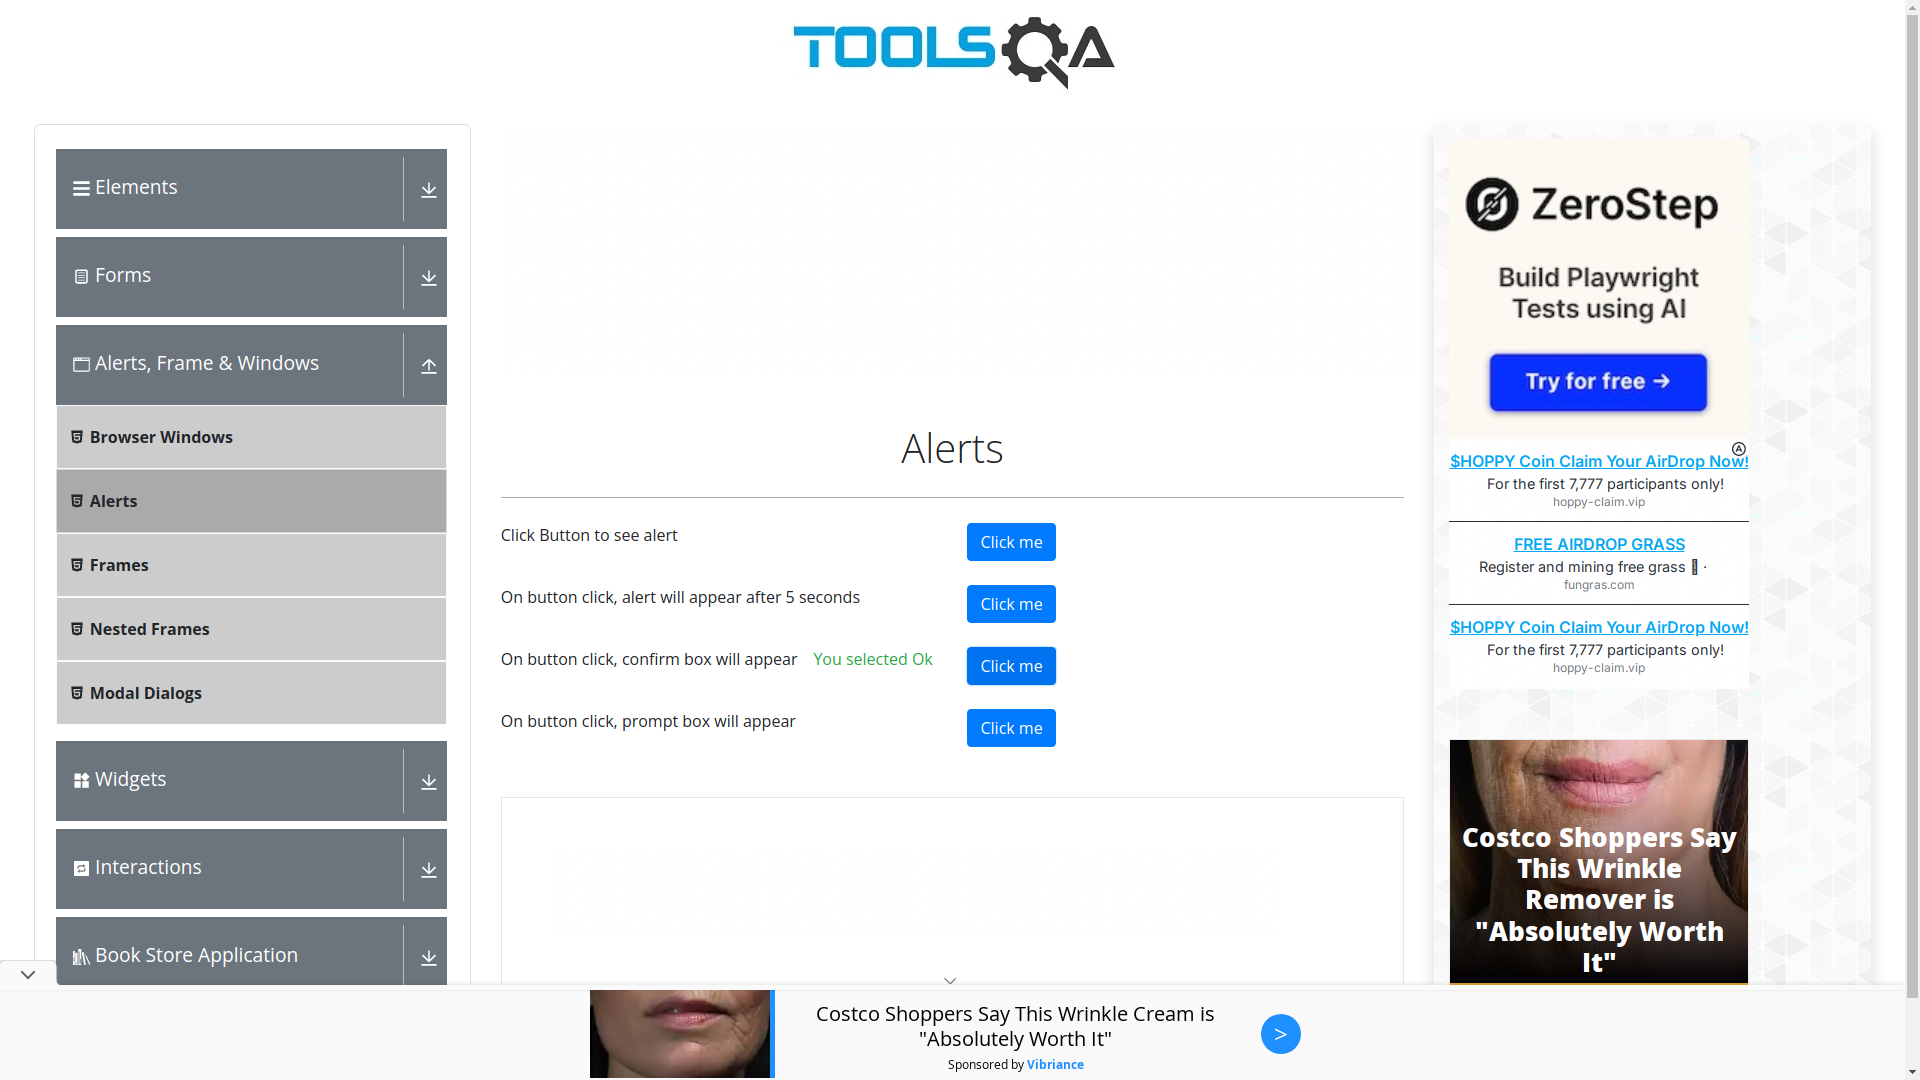 TOOLSQA
Elements
Forms
Alerts, Frame & Windows
Browser Windows
Alerts
Frames
Nested Frames
Modal Dialogs
Widgets
Interactions
Book Store Application
Alerts
Click Button to see alert
Click me
On button click, alert will appear after 5 seconds
Click me
On button click, confirm box will appear You selected Ok
Click me
On button click, prompt box will appear
Click me
ZeroStep
Build Playwright
Tests using AI
Try for free →
$HOPPY Coin Claim Your AirDrop Now!
For the first 7,777 participants only!
hoppy-claim.vip
FREE AIRDROP GRASS
Register and mining free grass ·
fungras.com
$HOPPY Coin Claim Your AirDrop Now!
For the first 7,777 participants only!
hoppy-claim.vip
Costco Shoppers Say
This Wrinkle
Remover is
"Absolutely Worth
It"
Costco Shoppers Say This Wrinkle Cream is
"Absolutely Worth It"
Sponsored by Vibriance
>